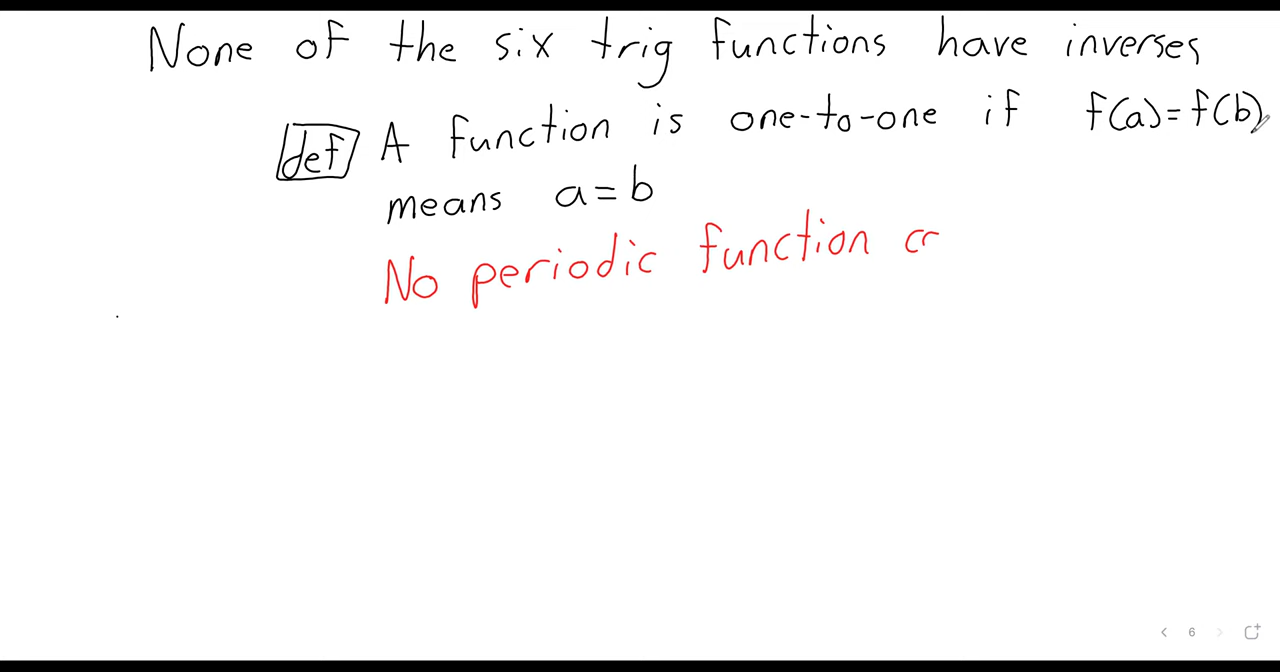 None of the six trig functions have inverses
def A function is one-to-one if f(a)=f(b),
means a=b
No periodic function
6